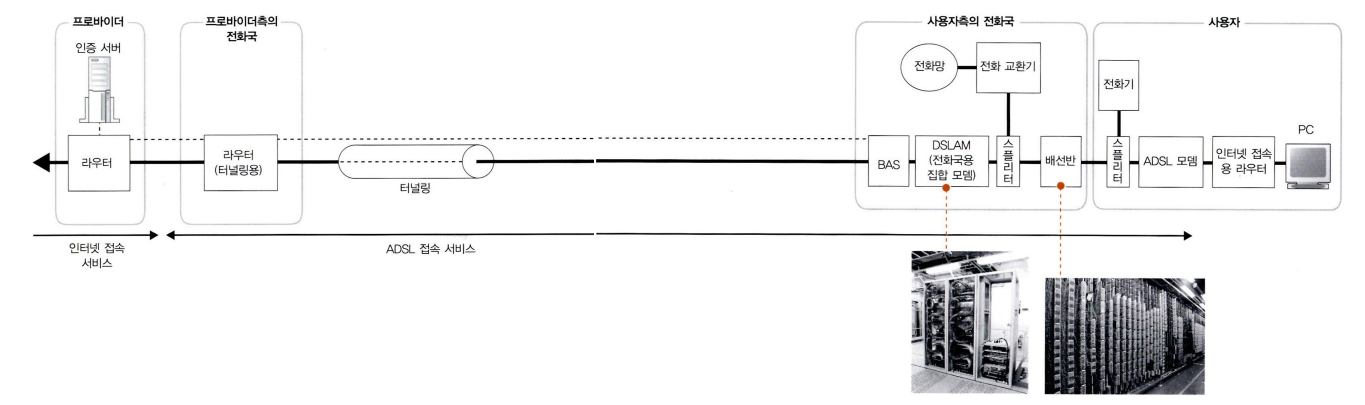 프로바이더
인증 서버
라우터
프로바이더측의
전화국
라우터
(터널링용)
터널링
사용자측의 전화국
전화망
전화 교환기
BAS
DSLAM
(전화국용
집합 모뎀)
스플리터
배선반
사용자
전화기
스플리터
ADSL 모뎀
인터넷 접속
용 라우터
PC
인터넷 접속
서비스
ADSL 접속 서비스